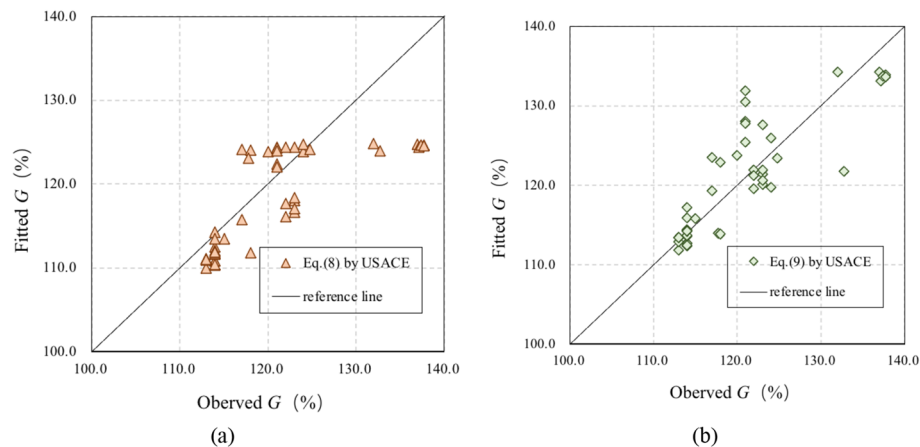 140.0
130.0
120.0
110.0
100.0
Fitted G (%)
Eq.(8) by USACE
reference line
100.0 110.0 120.0 130.0 140.0
Oberved G (%)
(a)
140.0
130.0
120.0
110.0
100.0
Fitted G (%)
Eq.(9) by USACE
reference line
100.0 110.0 120.0 130.0 140.0
Oberved G (%)
(b)